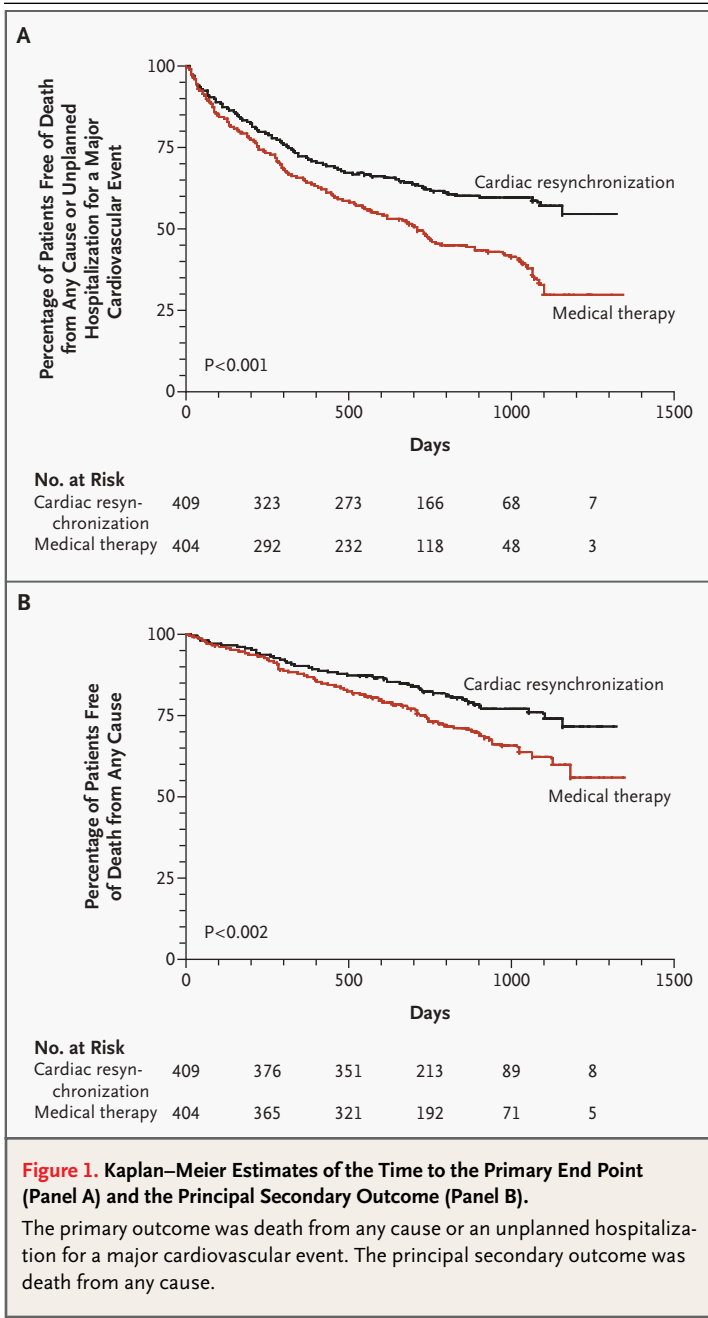 A
Percentage of Patients Free of Death
from Any Cause or Unplanned
Hospitalization for a Major
Cardiovascular Event
100
75
50
25
0
Cardiac resynchronization
Medical therapy
P<0.001
0 500 1000 1500
Days
No. at Risk
Cardiac resyn-
chronization
409 323 273 166 68 7
Medical therapy 404 292 232 118 48 3
B
Percentage of Patients Free
of Death from Any Cause
100
75
50
25
0
Cardiac resynchronization
Medical therapy
P<0.002
0 500 1000 1500
Days
No. at Risk
Cardiac resyn-
chronization
409 376 351 213 89 8
Medical therapy 404 365 321 192 71 5
Figure 1. Kaplan–Meier Estimates of the Time to the Primary End Point
(Panel A) and the Principal Secondary Outcome (Panel B).
The primary outcome was death from any cause or an unplanned hospitaliza-
tion for a major cardiovascular event. The principal secondary outcome was
death from any cause.